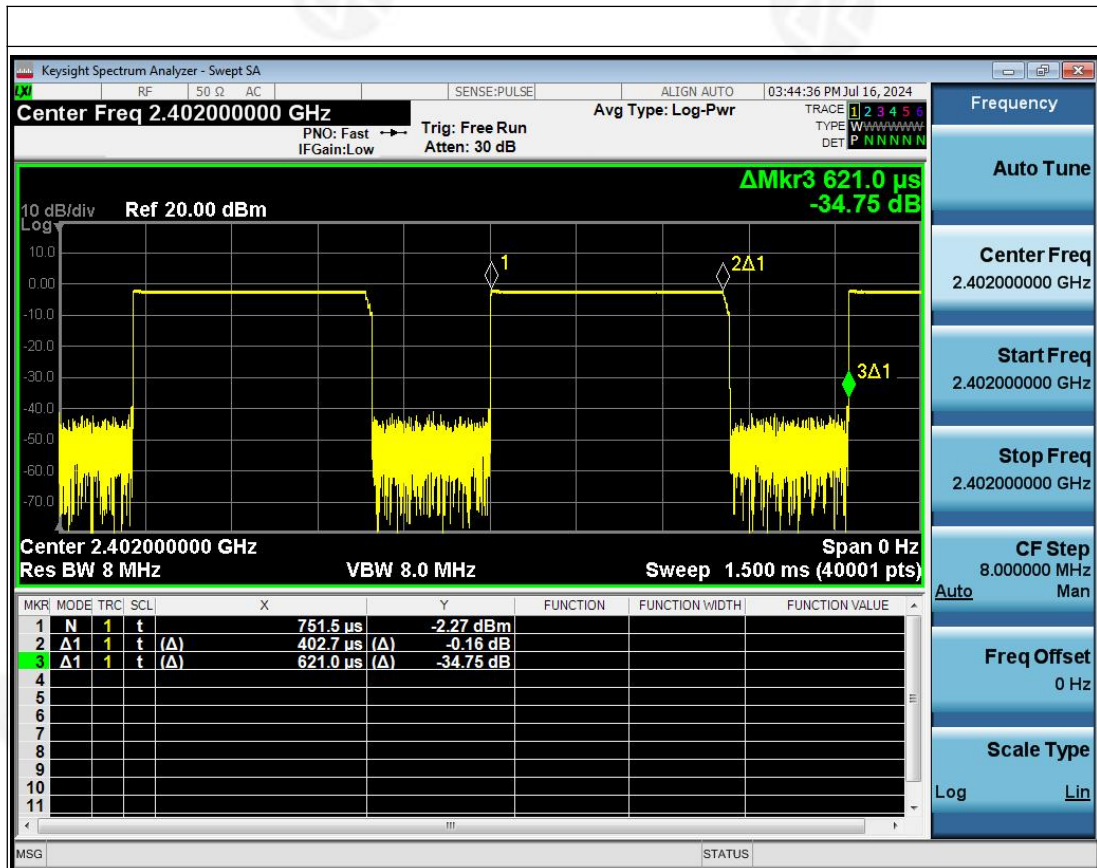 Keysight Spectrum Analyzer - Swept SA
LXI RF 50 Ω AC SENSE:PULSE ALIGN AUTO 03:44:36 PM Jul 16, 2024
Center Freq 2.402000000 GHz Avg Type: Log-Pwr TRACE 1 2 3 4 5 6
PNO: Fast Trig: Free Run TYPE WWWWWW
IFGain:Low Atten: 30 dB DET P N N N N N
ΔMkr3 621.0 µs
-34.75 dB
10 dB/div Ref 20.00 dBm
Log
10.0
0.00
-10.0
-20.0
-30.0
-40.0
-50.0
-60.0
-70.0
1
2Δ1
3Δ1
Center 2.402000000 GHz Span 0 Hz
Res BW 8 MHz VBW 8.0 MHz Sweep 1.500 ms (40001 pts)
MKR MODE TRC SCL X Y FUNCTION FUNCTION WIDTH FUNCTION VALUE
1 N 1 t 751.5 µs -2.27 dBm
2 Δ1 1 t (Δ) 402.7 µs (Δ) -0.16 dB
3 Δ1 1 t (Δ) 621.0 µs (Δ) -34.75 dB
4
5
6
7
8
9
10
11
MSG STATUS
Frequency
Auto Tune
Center Freq
2.402000000 GHz
Start Freq
2.402000000 GHz
Stop Freq
2.402000000 GHz
CF Step
8.000000 MHz
Auto Man
Freq Offset
0 Hz
Scale Type
Log Lin